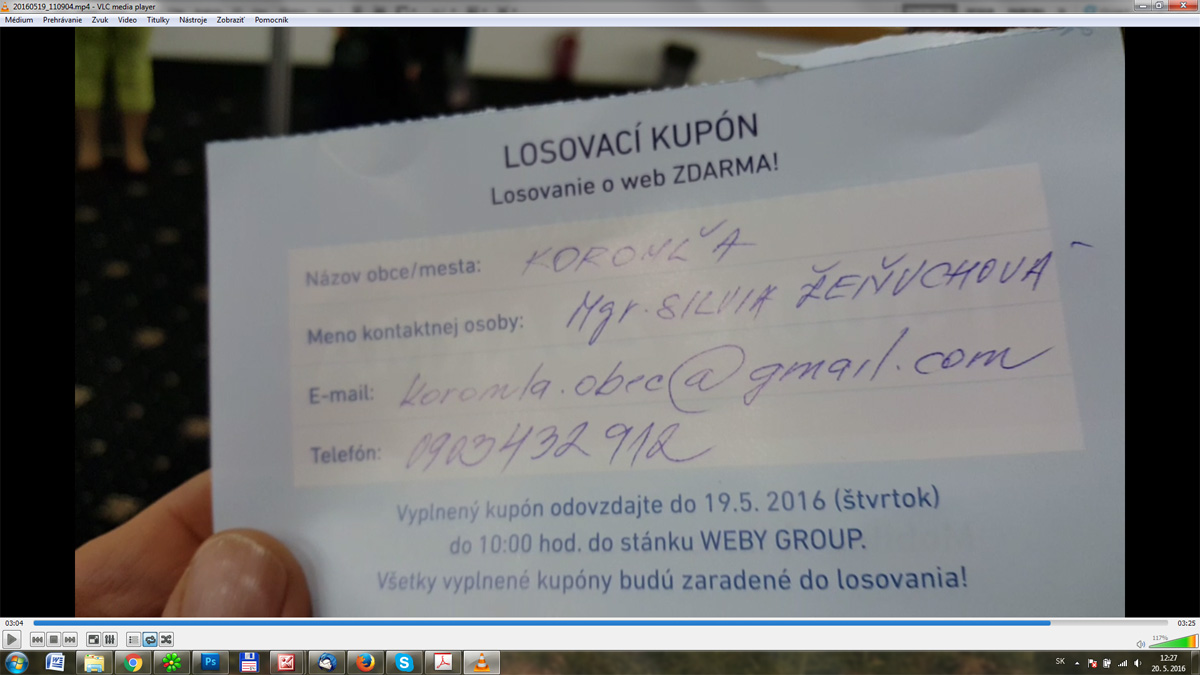 20160519_110904.mp4 - VLC media player
Médium Prehrávanie Zvuk Video Titulky Nástroje Zobraziť Pomocník
LOSOVACÍ KUPÓN
Losovanie o web ZDARMA!
Názov obce/mesta: KOROMĽA
Meno kontaktnej osoby: Mgr. SILVIA ŽEŇUCHOVÁ
E-mail: koromla.obec@gmail.com
Telefón: 0903432912
Vyplnený kupón odovzdajte do 19.5. 2016 (štvrtok)
do 10:00 hod. do stánku WEBY GROUP.
Všetky vyplnené kupóny budú zaradené do losovania!
03:04 03:25
117%
SK 12:27
20. 5. 2016